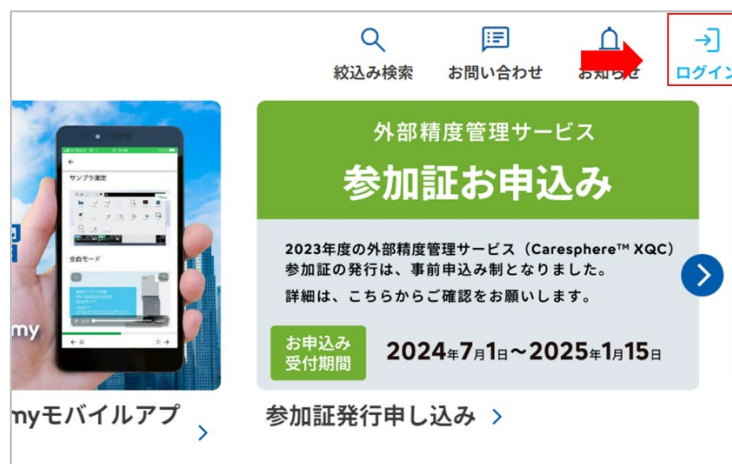 絞込み検索
お問い合わせ
お知らせ
ログイン
サンプラ測定
全血モード
my
外部精度管理サービス
参加証お申込み
2023年度の外部精度管理サービス（Caresphere™ XQC）
参加証の発行は、事前申込み制となりました。
詳細は、こちらからご確認をお願いします。
お申込み
受付期間
2024年7月1日～2025年1月15日
myモバイルアプ
参加証発行申し込み